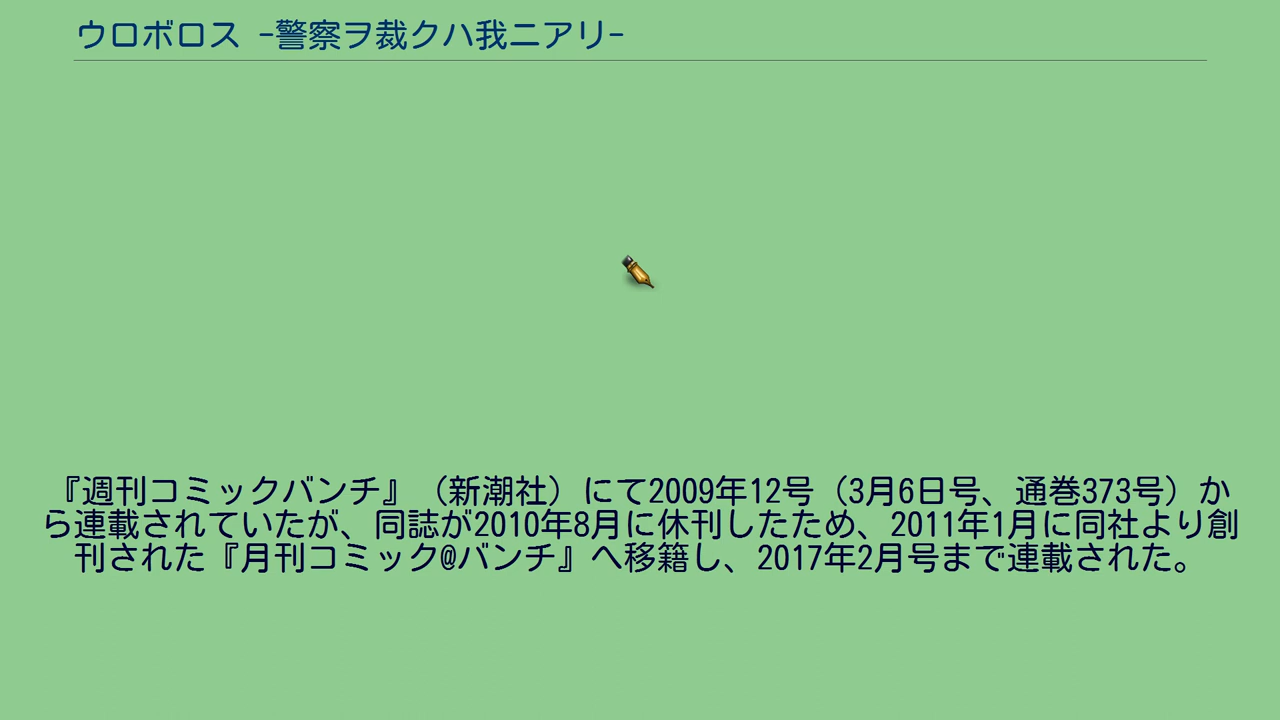 ウロボロス -警察ヲ裁クハ我ニアリ-
『週刊コミックバンチ』（新潮社）にて2009年12号（3月6日号、通巻373号）か
ら連載されていたが、同誌が2010年8月に休刊したため、2011年1月に同社より創
刊された『月刊コミック@バンチ』へ移籍し、2017年2月号まで連載された。